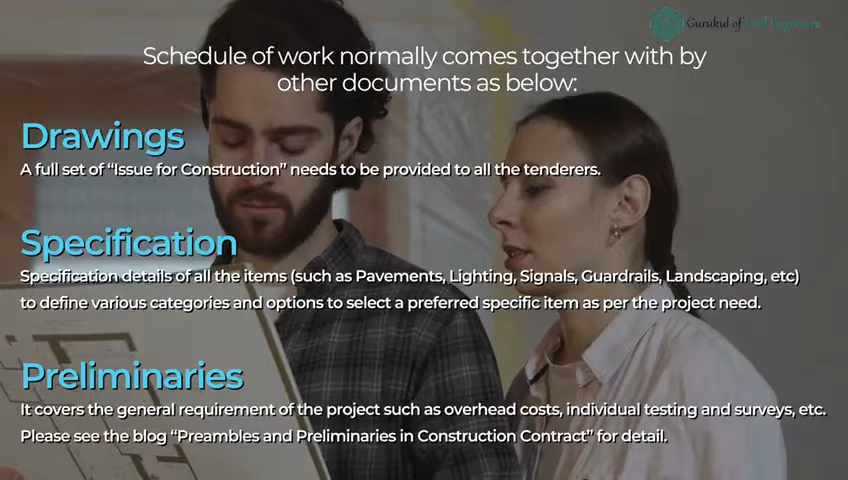 Gurukul of Civil Engineers
Schedule of work normally comes together with by
other documents as below:
Drawings
A full set of “Issue for Construction” needs to be provided to all the tenderers.
Specification
Specification details of all the items (such as Pavements, Lighting, Signals, Guardrails, Landscaping, etc)
to define various categories and options to select a preferred specific item as per the project need.
Preliminaries
It covers the general requirement of the project such as overhead costs, individual testing and surveys, etc.
Please see the blog “Preambles and Preliminaries in Construction Contract” for detail.